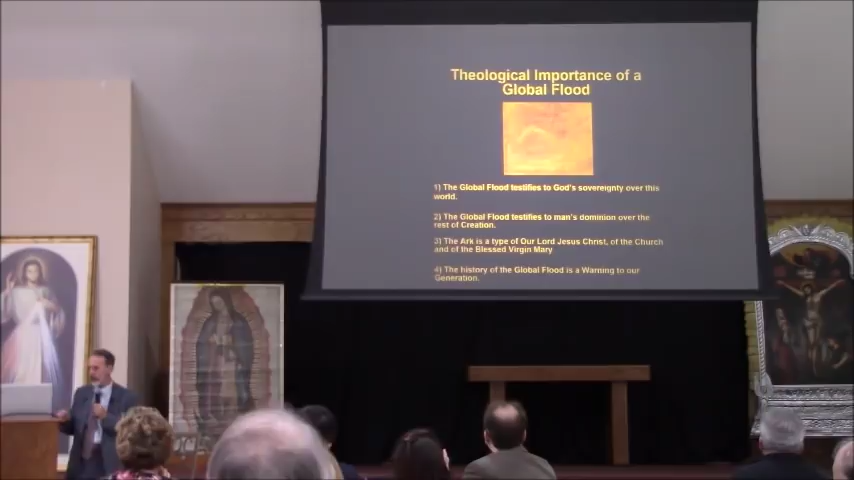 Theological Importance of a
Global Flood
1) The Global Flood testifies to God's sovereignty over this
world.
2) The Global Flood testifies to man's dominion over the
rest of Creation.
3) The Ark is a type of Our Lord Jesus Christ, of the Church
and of the Blessed Virgin Mary
4) The history of the Global Flood is a Warning to our
Generation.